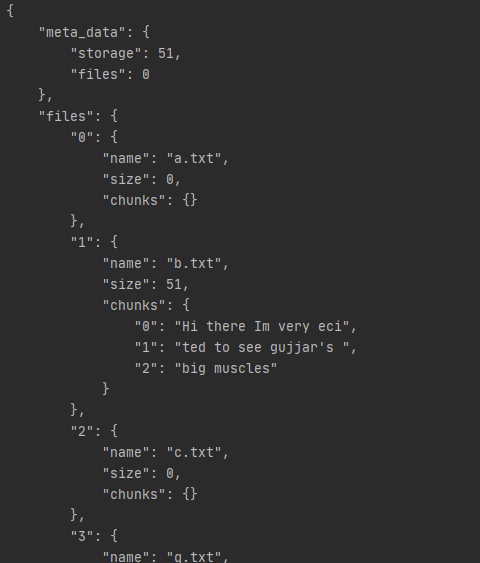 {
    "meta_data": {
        "storage": 51,
        "files": 0
    },
    "files": {
        "0": {
            "name": "a.txt",
            "size": 0,
            "chunks": {}
        },
        "1": {
            "name": "b.txt",
            "size": 51,
            "chunks": {
                "0": "Hi there Im very eci",
                "1": "ted to see gujjar's ",
                "2": "big muscles"
            }
        },
        "2": {
            "name": "c.txt",
            "size": 0,
            "chunks": {}
        },
        "3": {
            "name":